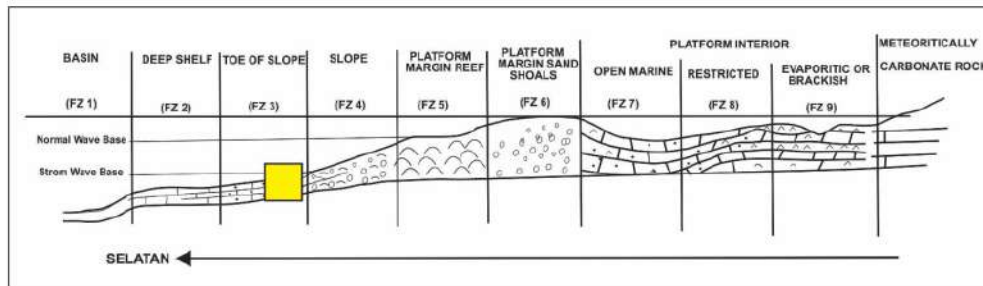 PLATFORM INTERIOR
BASIN
DEEP SHELF
TOE OF SLOPE
SLOPE
PLATFORM
MARGIN REEF
PLATFORM
MARGIN SAND
SHOALS
OPEN MARINE
RESTRICTED
EVAPORITIC OR
BRACKISH
METEORITICALLY
CARBONATE ROCK
(FZ 1)
(FZ 2)
(FZ 3)
(FZ 4)
(FZ 5)
(FZ 6)
(FZ 7)
(FZ 8)
(FZ 9)
Normal Wave Base
Strom Wave Base
SELATAN